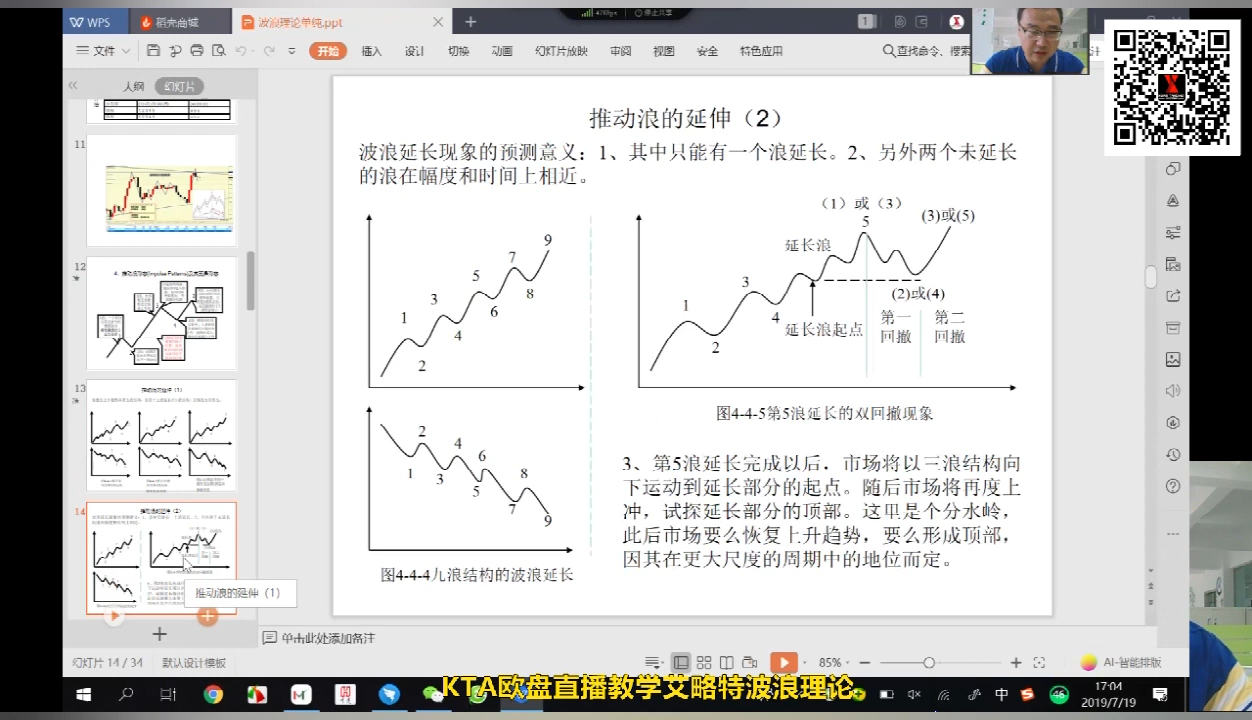 WPS
稻壳商城
波浪理论单纯.ppt
1
文件
开始
插入
设计
切换
动画
幻灯片放映
审阅
视图
安全
特色应用
查找命令、搜索
大纲
幻灯片
11
12
13
14
推动浪的延伸（2）
波浪延长现象的预测意义：1、其中只能有一个浪延长。2、另外两个未延长
的浪在幅度和时间上相近。
1
2
3
4
5
6
7
8
9
图4-4-4九浪结构的波浪延长
1
2
3
4
5
6
7
8
9
（1）或（3）
5
(3)或(5)
延长浪
3
1
(2)或(4)
4
2
延长浪起点
第一
回撤
第二
回撤
图4-4-5第5浪延长的双回撤现象
3、第5浪延长完成以后，市场将以三浪结构向
下运动到延长部分的起点。随后市场将再度上
冲，试探延长部分的顶部。这里是个分水岭，
此后市场要么恢复上升趋势，要么形成顶部，
因其在更大尺度的周期中的地位而定。
推动浪的延伸（1）
单击此处添加备注
幻灯片 14 / 34
默认设计模板
85%
AI-智能排版
KTA欧盘直播教学艾略特波浪理论
中
46
17:04
2019/7/19